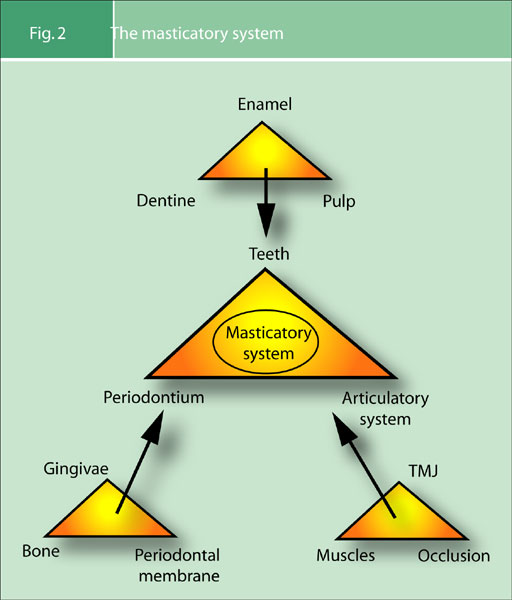 Fig. 2
The masticatory system
Enamel
Dentine
Pulp
Teeth
Masticatory
system
Periodontium
Articulatory
system
Gingivae
Bone
Periodontal
membrane
TMJ
Muscles
Occlusion